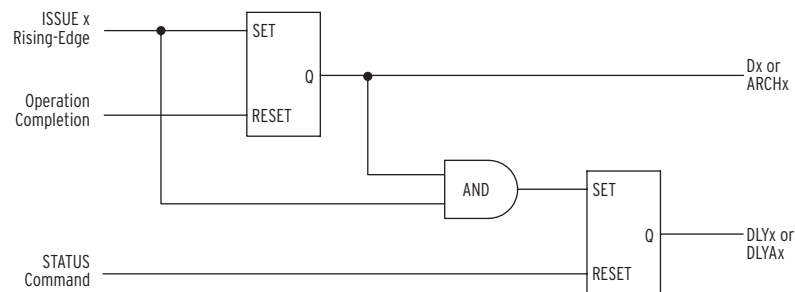 ISSUE x
Rising-Edge
SET
Q
Dx or
ARCHx
Operation
Completion
RESET
AND
SET
Q
DLYx or
DLYAx
STATUS
Command
RESET